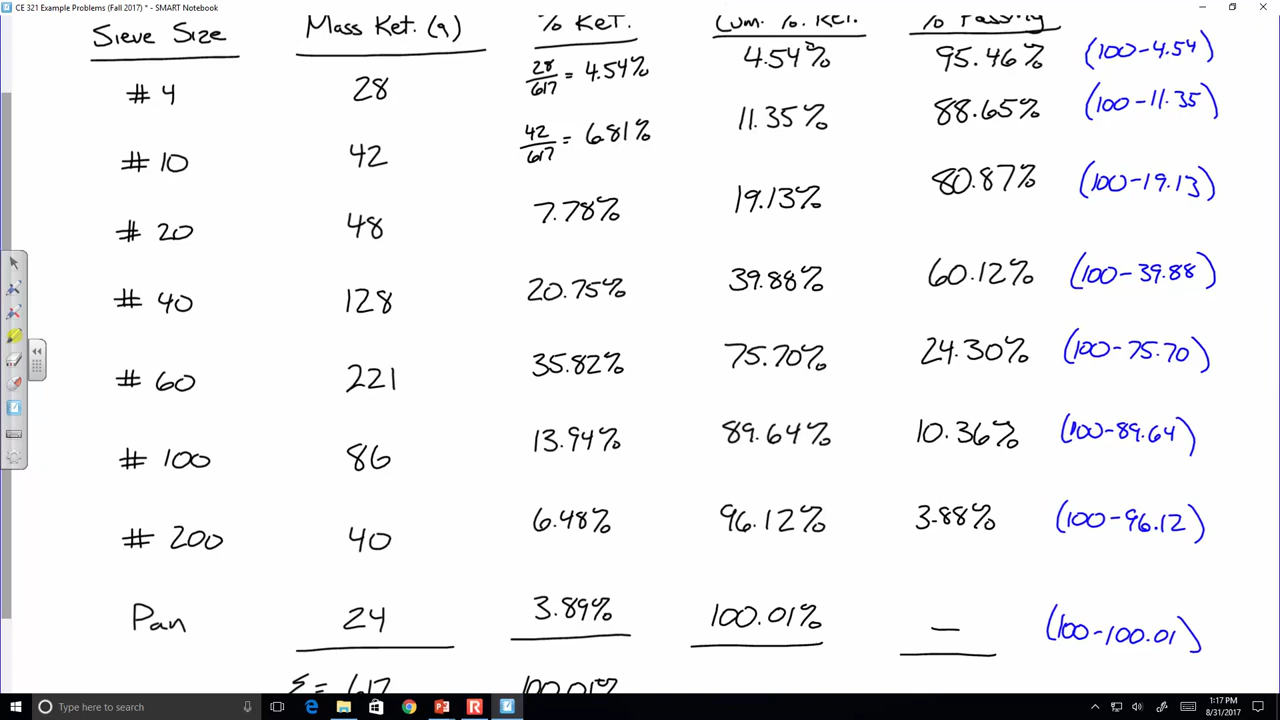 CE 321 Example Problems (Fall 2017) * - SMART Notebook
Sieve Size Mass Ret. (g) % Ret. Cum. % Ret. % Passing
# 4 28 28/617 = 4.54% 4.54% 95.46% (100-4.54)
# 10 42 42/617 = 6.81% 11.35% 88.65% (100-11.35)
# 20 48 7.78% 19.13% 80.87% (100-19.13)
# 40 128 20.75% 39.88% 60.12% (100-39.88)
# 60 221 35.82% 75.70% 24.30% (100-75.70)
# 100 86 13.94% 89.64% 10.36% (100-89.64)
# 200 40 6.48% 96.12% 3.88% (100-96.12)
Pan 24 3.89% 100.01% — (100-100.01)
Σ = 617 100.01%
Type here to search
1:17 PM
8/31/2017